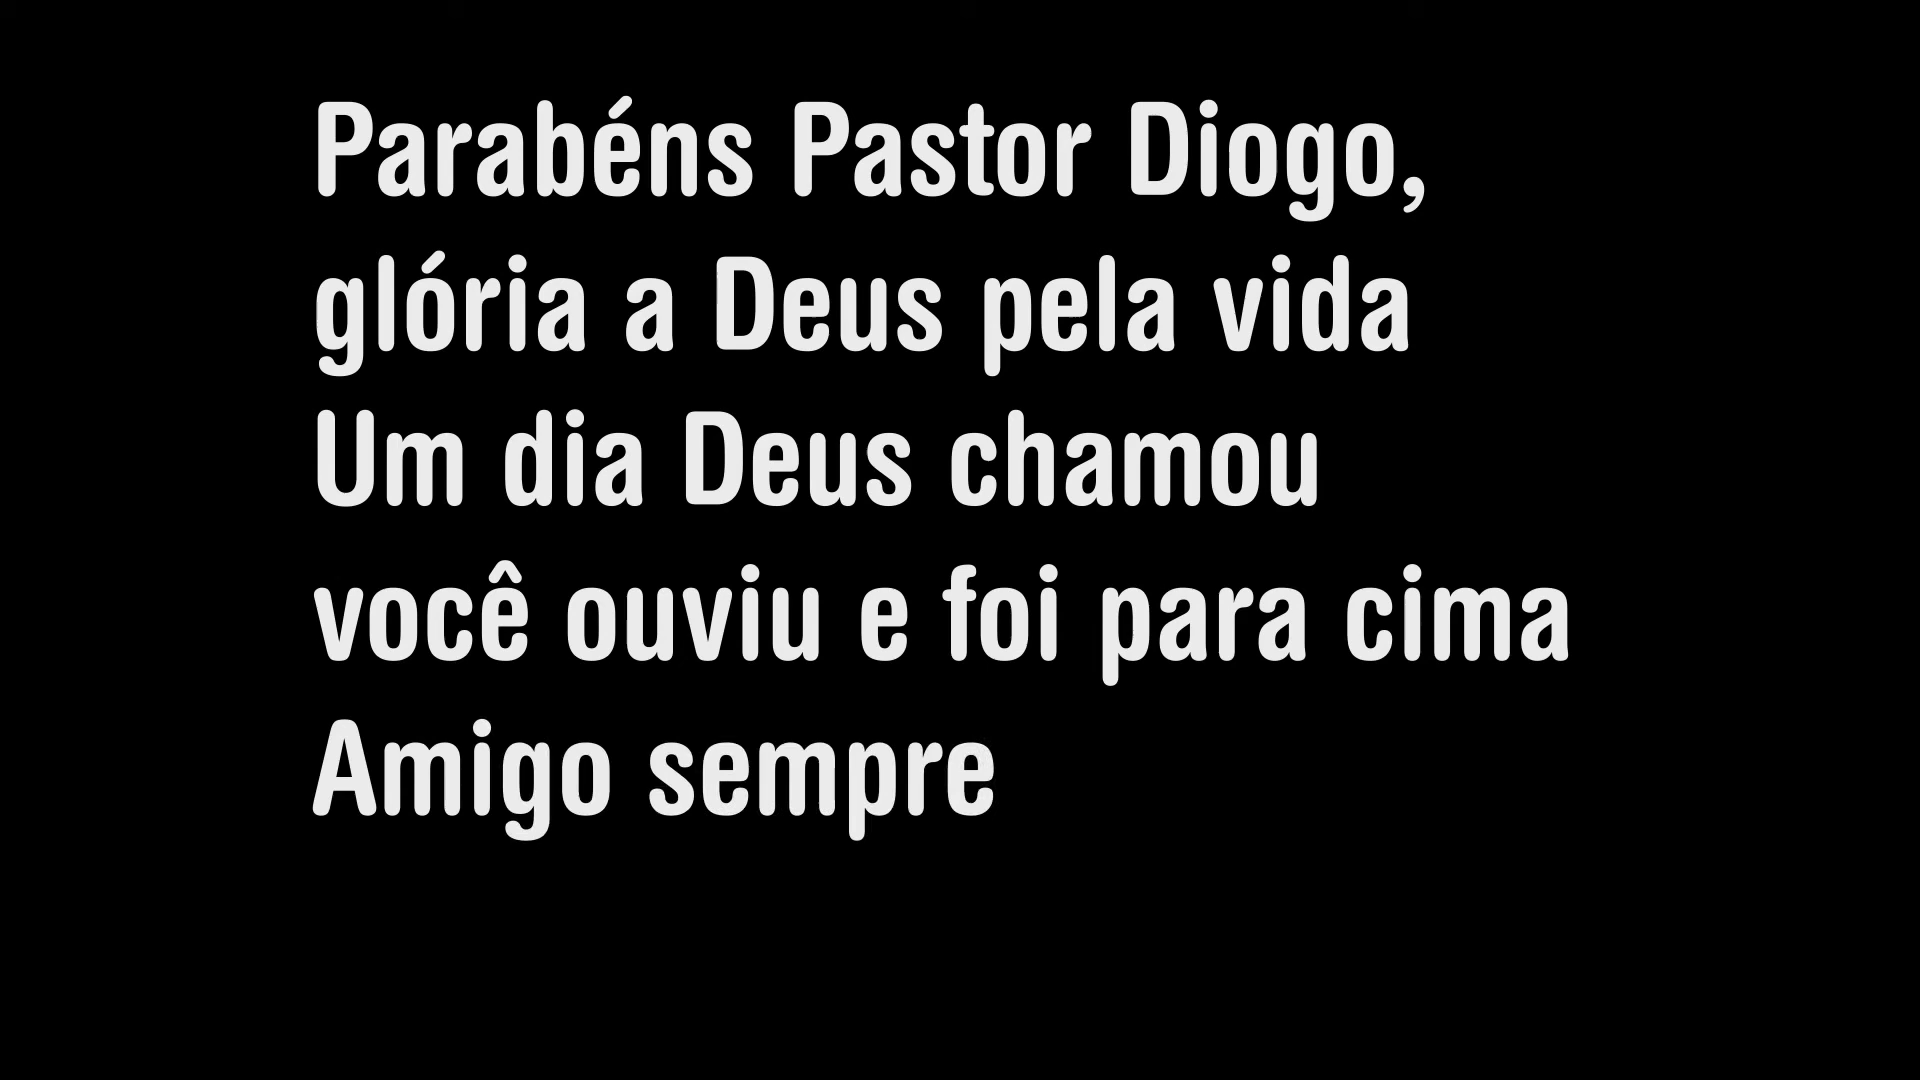 Parabéns Pastor Diogo,
glória a Deus pela vida
Um dia Deus chamou
você ouviu e foi para cima
Amigo sempre